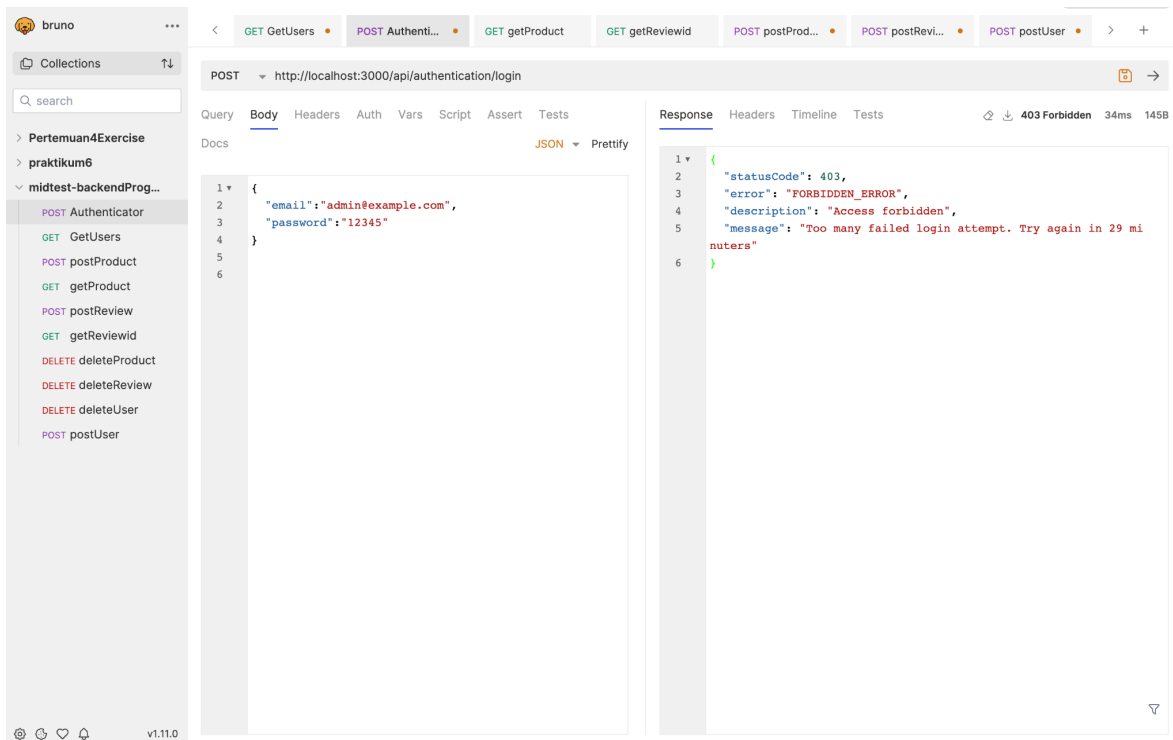 bruno
Collections
search
Pertemuan4Exercise
praktikum6
midtest-backendProg...
POST Authenticator
GET GetUsers
POST postProduct
GET getProduct
POST postReview
GET getReviewid
DELETE deleteProduct
DELETE deleteReview
DELETE deleteUser
POST postUser
v1.11.0
GET GetUsers
POST Authenti...
GET getProduct
GET getReviewid
POST postProd...
POST postRevi...
POST postUser
POST http://localhost:3000/api/authentication/login
Query Body Headers Auth Vars Script Assert Tests
Docs JSON Prettify
1 {
2 "email":"admin@example.com",
3 "password":"12345"
4 }
5
6
Response Headers Timeline Tests 403 Forbidden 34ms 145B
1 {
2 "statusCode": 403,
3 "error": "FORBIDDEN_ERROR",
4 "description": "Access forbidden",
5 "message": "Too many failed login attempt. Try again in 29 mi
nuters"
6 }